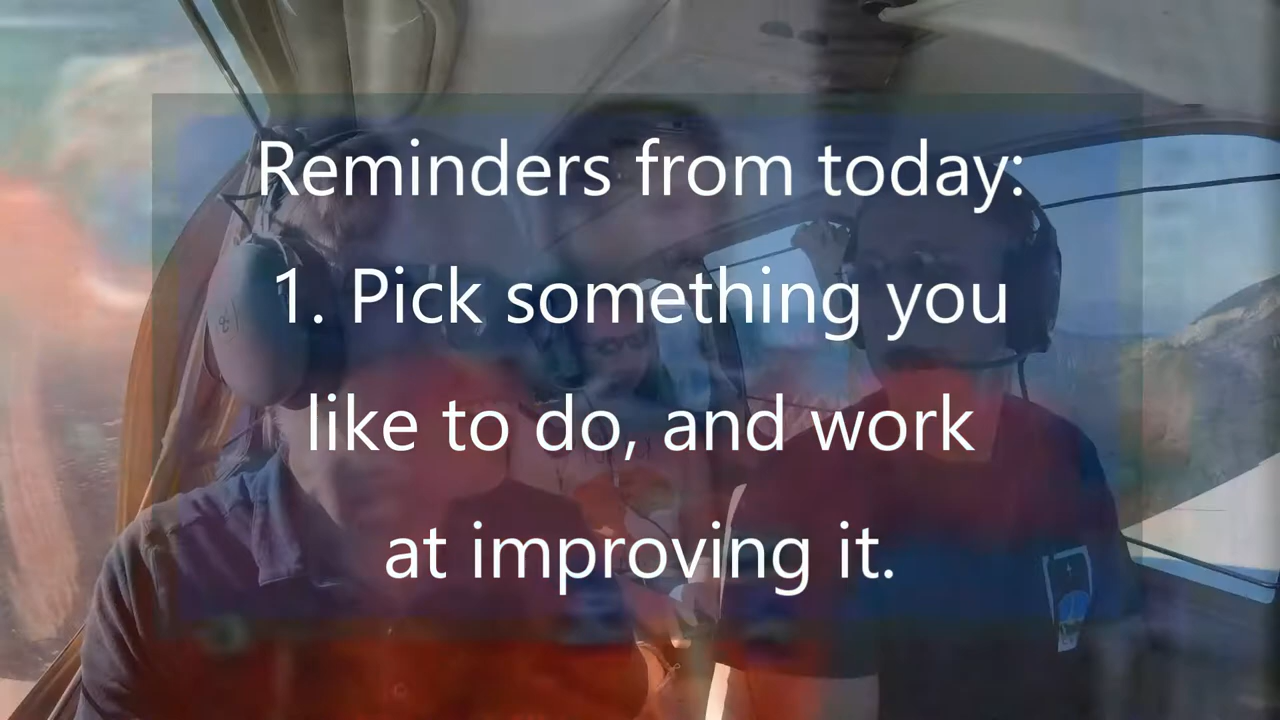 Reminders from today:
1. Pick something you
like to do, and work
at improving it.